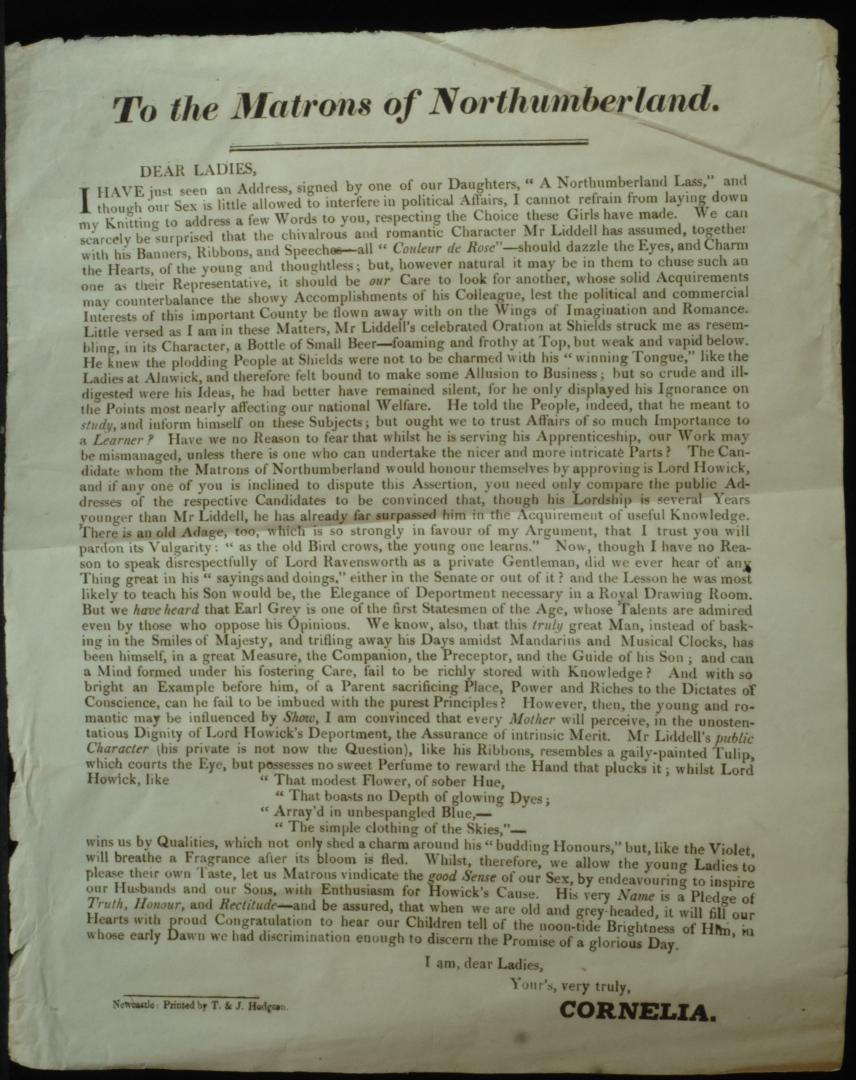 To the Matrons of Northumberland.
DEAR LADIES,
I HAVE just seen an Address, signed by one of our Daughters, “ A Northumberland Lass,” and
though our Sex is little allowed to interfere in political Affairs, I cannot refrain from laying down
my Knitting to address a few Words to you, respecting the Choice these Girls have made. We can
scarcely be surprised that the chivalrous and romantic Character Mr Liddell has assumed, together
with his Banners, Ribbons, and Speeches—all “ Couleur de Rose”—should dazzle the Eyes, and Charm
the Hearts, of the young and thoughtless ; but, however natural it may be in them to chuse such an
one as their Representative, it should be our Care to look for another, whose solid Acquirements
may counterbalance the showy Accomplishments of his Colleague, lest the political and commercial
Interests of this important County be flown away with on the Wings of Imagination and Romance.
Little versed as I am in these Matters, Mr Liddell's celebrated Oration at Shields struck me as resem-
bling, in its Character, a Bottle of Small Beer—foaming and frothy at Top, but weak and vapid below.
He knew the plodding People at Shields were not to be charmed with his “ winning Tongue,” like the
Ladies at Alnwick, and therefore felt bound to make some Allusion to Business ; but so crude and ill-
digested were his Ideas, he had better have remained silent, for he only displayed his Ignorance on
the Points most nearly affecting our national Welfare. He told the People, indeed, that he meant to
study, and inform himself on these Subjects ; but ought we to trust Affairs of so much Importance to
a Learner ? Have we no Reason to fear that whilst he is serving his Apprenticeship, our Work may
be mismanaged, unless there is one who can undertake the nicer and more intricate Parts ? The Can-
didate whom the Matrons of Northumberland would honour themselves by approving is Lord Howick,
and if any one of you is inclined to dispute this Assertion, you need only compare the public Ad-
dresses of the respective Candidates to be convinced that, though his Lordship is several Years
younger than Mr Liddell, he has already far surpassed him in the Acquirement of useful Knowledge.
There is an old Adage, too, which is so strongly in favour of my Argument, that I trust you will
pardon its Vulgarity : “ as the old Bird crows, the young one learns.” Now, though I have no Rea-
son to speak disrespectfully of Lord Ravensworth as a private Gentleman, did we ever hear of any
Thing great in his “ sayings and doings,” either in the Senate or out of it ? and the Lesson he was most
likely to teach his Son would be, the Elegance of Deportment necessary in a Royal Drawing Room.
But we have heard that Earl Grey is one of the first Statesmen of the Age, whose Talents are admired
even by those who oppose his Opinions. We know, also, that this truly great Man, instead of bask-
ing in the Smiles of Majesty, and trifling away his Days amidst Mandarins and Musical Clocks, has
been himself, in a great Measure, the Companion, the Preceptor, and the Guide of his Son ; and can
a Mind formed under his fostering Care, fail to be richly stored with Knowledge ? And with so
bright an Example before him, of a Parent sacrificing Place, Power and Riches to the Dictates of
Conscience, can he fail to be imbued with the purest Principles ? However, then, the young and ro-
mantic may be influenced by Show, I am convinced that every Mother will perceive, in the unosten-
tatious Dignity of Lord Howick's Deportment, the Assurance of intrinsic Merit. Mr Liddell's public
Character (his private is not now the Question), like his Ribbons, resembles a gaily-painted Tulip,
which courts the Eye, but possesses no sweet Perfume to reward the Hand that plucks it ; whilst Lord
Howick, like “ That modest Flower, of sober Hue,
“ That boasts no Depth of glowing Dyes ;
“ Array'd in unbespangled Blue,—
“ The simple clothing of the Skies,”—
wins us by Qualities, which not only shed a charm around his “ budding Honours,” but, like the Violet,
will breathe a Fragrance after its bloom is fled. Whilst, therefore, we allow the young Ladies to
please their own Taste, let us Matrons vindicate the good Sense of our Sex, by endeavouring to inspire
our Husbands and our Sons, with Enthusiasm for Howick's Cause. His very Name is a Pledge of
Truth, Honour, and Rectitude—and be assured, that when we are old and grey-headed, it will fill our
Hearts with proud Congratulation to hear our Children tell of the noon-tide Brightness of Him, in
whose early Dawn we had discrimination enough to discern the Promise of a glorious Day.
I am, dear Ladies,
Your's, very truly,
CORNELIA.
Newcastle : Printed by T. & J. Hodgson.